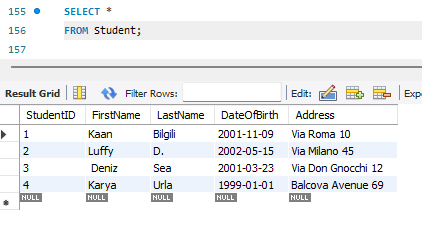 155 SELECT *
156 FROM Student;
157
Result Grid Filter Rows: Edit: Expo
StudentID FirstName LastName DateOfBirth Address
1 Kaan Bilgili 2001-11-09 Via Roma 10
2 Luffy D. 2002-05-15 Via Milano 45
3 Deniz Sea 2001-03-23 Via Don Gnocchi 12
4 Karya Urla 1999-01-01 Balcova Avenue 69
NULL NULL NULL NULL NULL